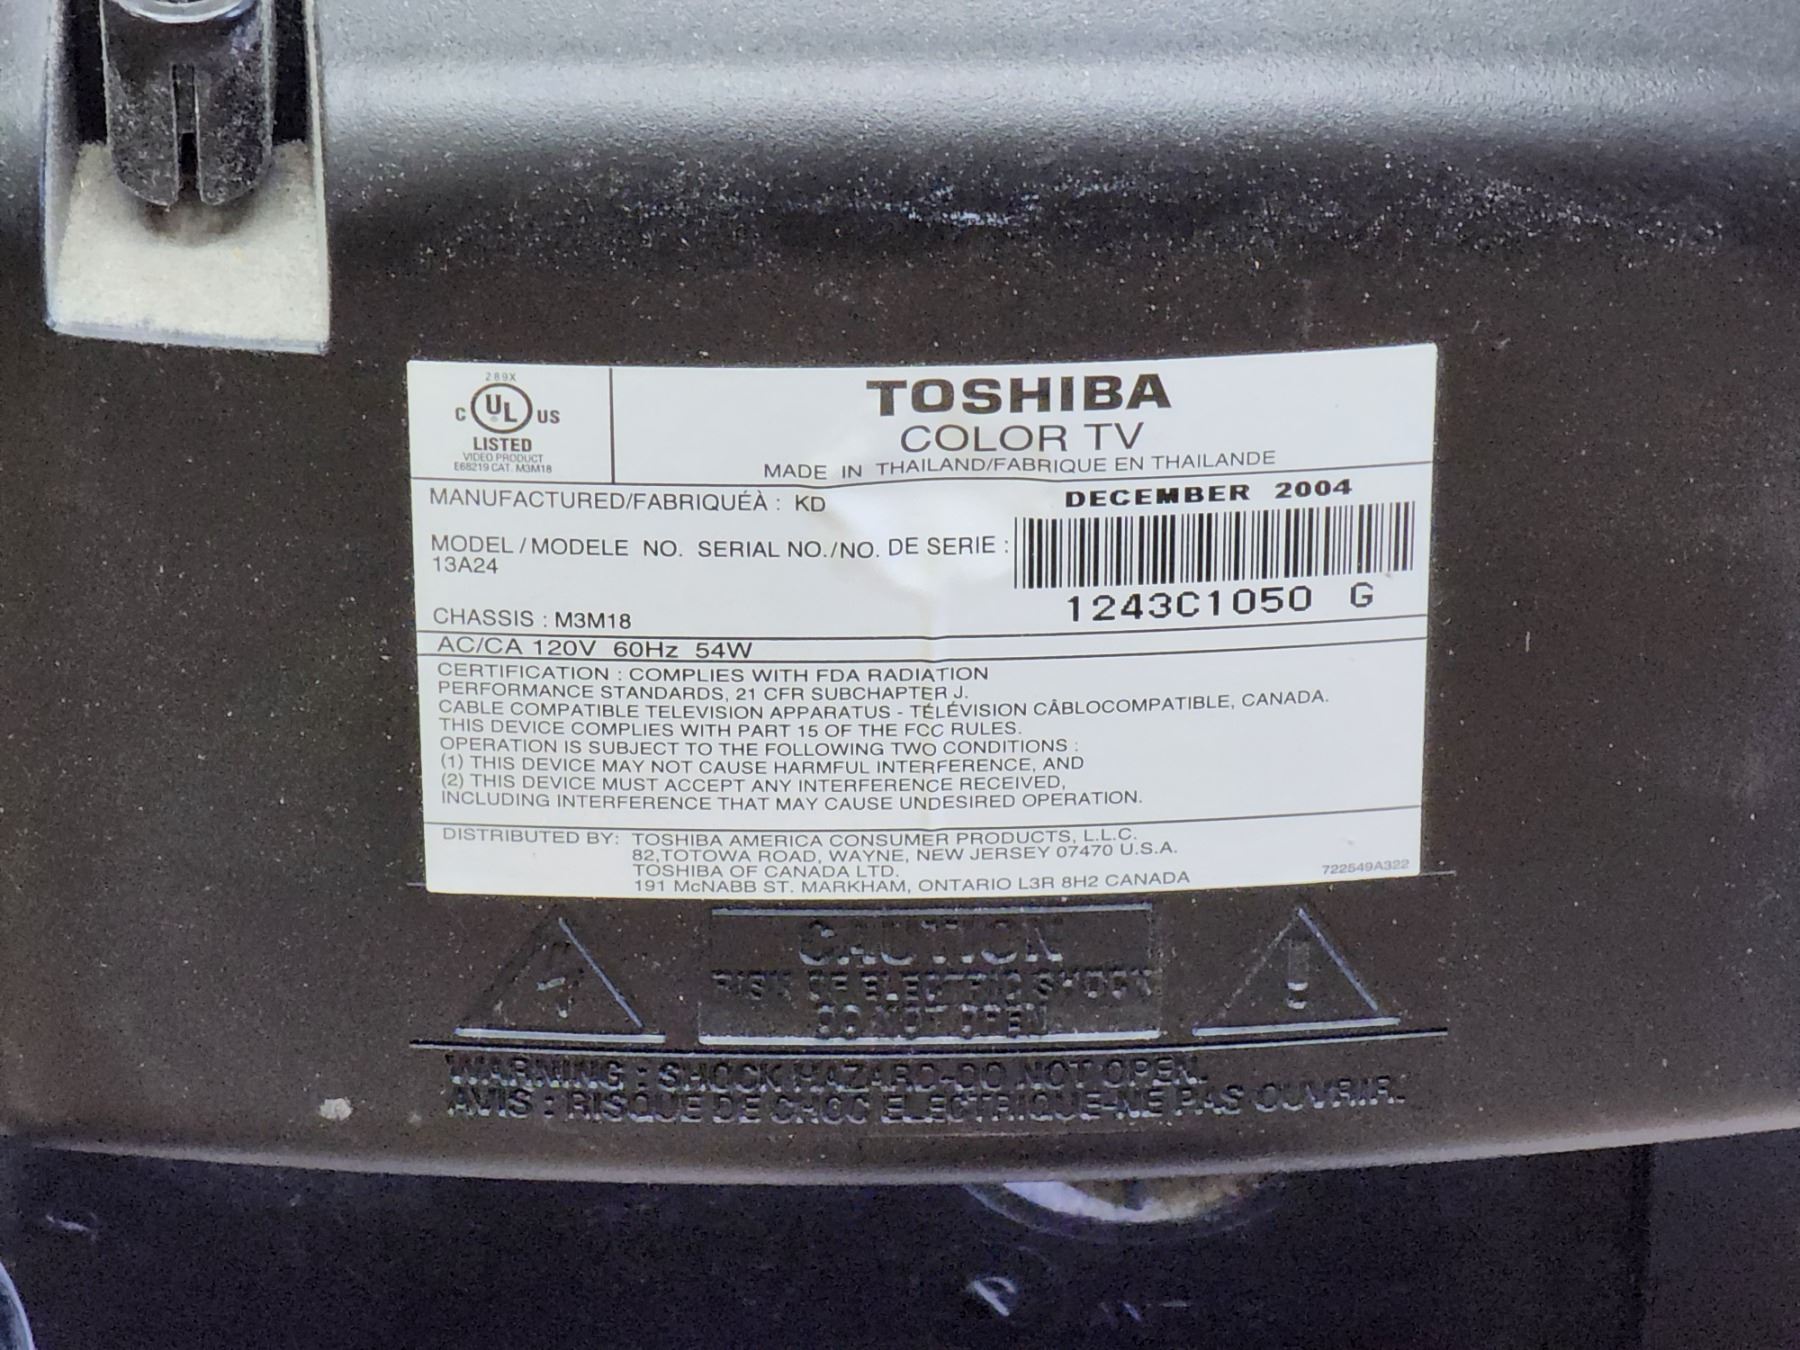 289X
C UL US
LISTED
VIDEO PRODUCT
E68219 CAT. M3M18
TOSHIBA
COLOR TV
MADE IN THAILAND/FABRIQUE EN THAILANDE
MANUFACTURED/FABRIQUÉÀ : KD
DECEMBER 2004
MODEL / MODELE NO. SERIAL NO./NO. DE SERIE :
13A24
1243C1050 G
CHASSIS : M3M18
AC/CA 120V 60Hz 54W
CERTIFICATION : COMPLIES WITH FDA RADIATION
PERFORMANCE STANDARDS, 21 CFR SUBCHAPTER J.
CABLE COMPATIBLE TELEVISION APPARATUS - TÉLÉVISION CÂBLOCOMPATIBLE, CANADA.
THIS DEVICE COMPLIES WITH PART 15 OF THE FCC RULES.
OPERATION IS SUBJECT TO THE FOLLOWING TWO CONDITIONS :
(1) THIS DEVICE MAY NOT CAUSE HARMFUL INTERFERENCE, AND
(2) THIS DEVICE MUST ACCEPT ANY INTERFERENCE RECEIVED,
INCLUDING INTERFERENCE THAT MAY CAUSE UNDESIRED OPERATION.
DISTRIBUTED BY: TOSHIBA AMERICA CONSUMER PRODUCTS, L.L.C.
82,TOTOWA ROAD, WAYNE, NEW JERSEY 07470 U.S.A.
TOSHIBA OF CANADA LTD.
191 McNABB ST. MARKHAM, ONTARIO L3R 8H2 CANADA
722549A322
CAUTION
RISK OF ELECTRIC SHOCK
DO NOT OPEN
WARNING : SHOCK HAZARD-DO NOT OPEN.
AVIS : RISQUE DE CHOC ELECTRIQUE-NE PAS OUVRIR.